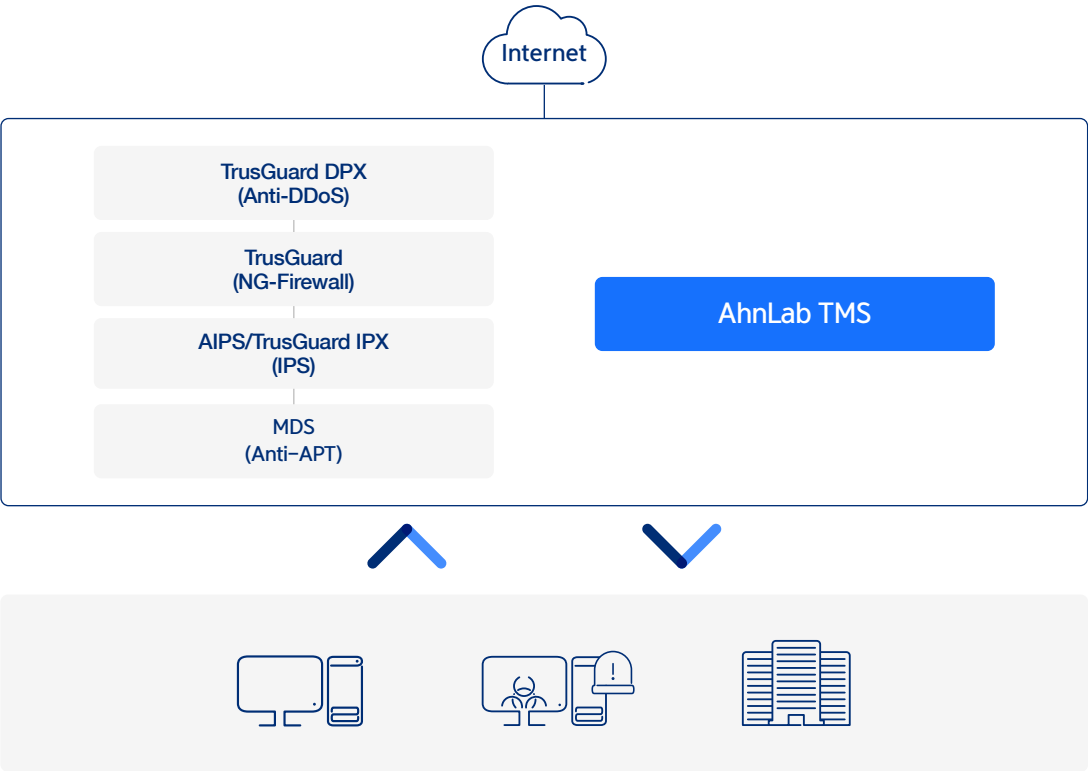 Internet
TrusGuard DPX
(Anti-DDoS)
TrusGuard
(NG-Firewall)
AIPS/TrusGuard IPX
(IPS)
MDS
(Anti-APT)
AhnLab TMS
!